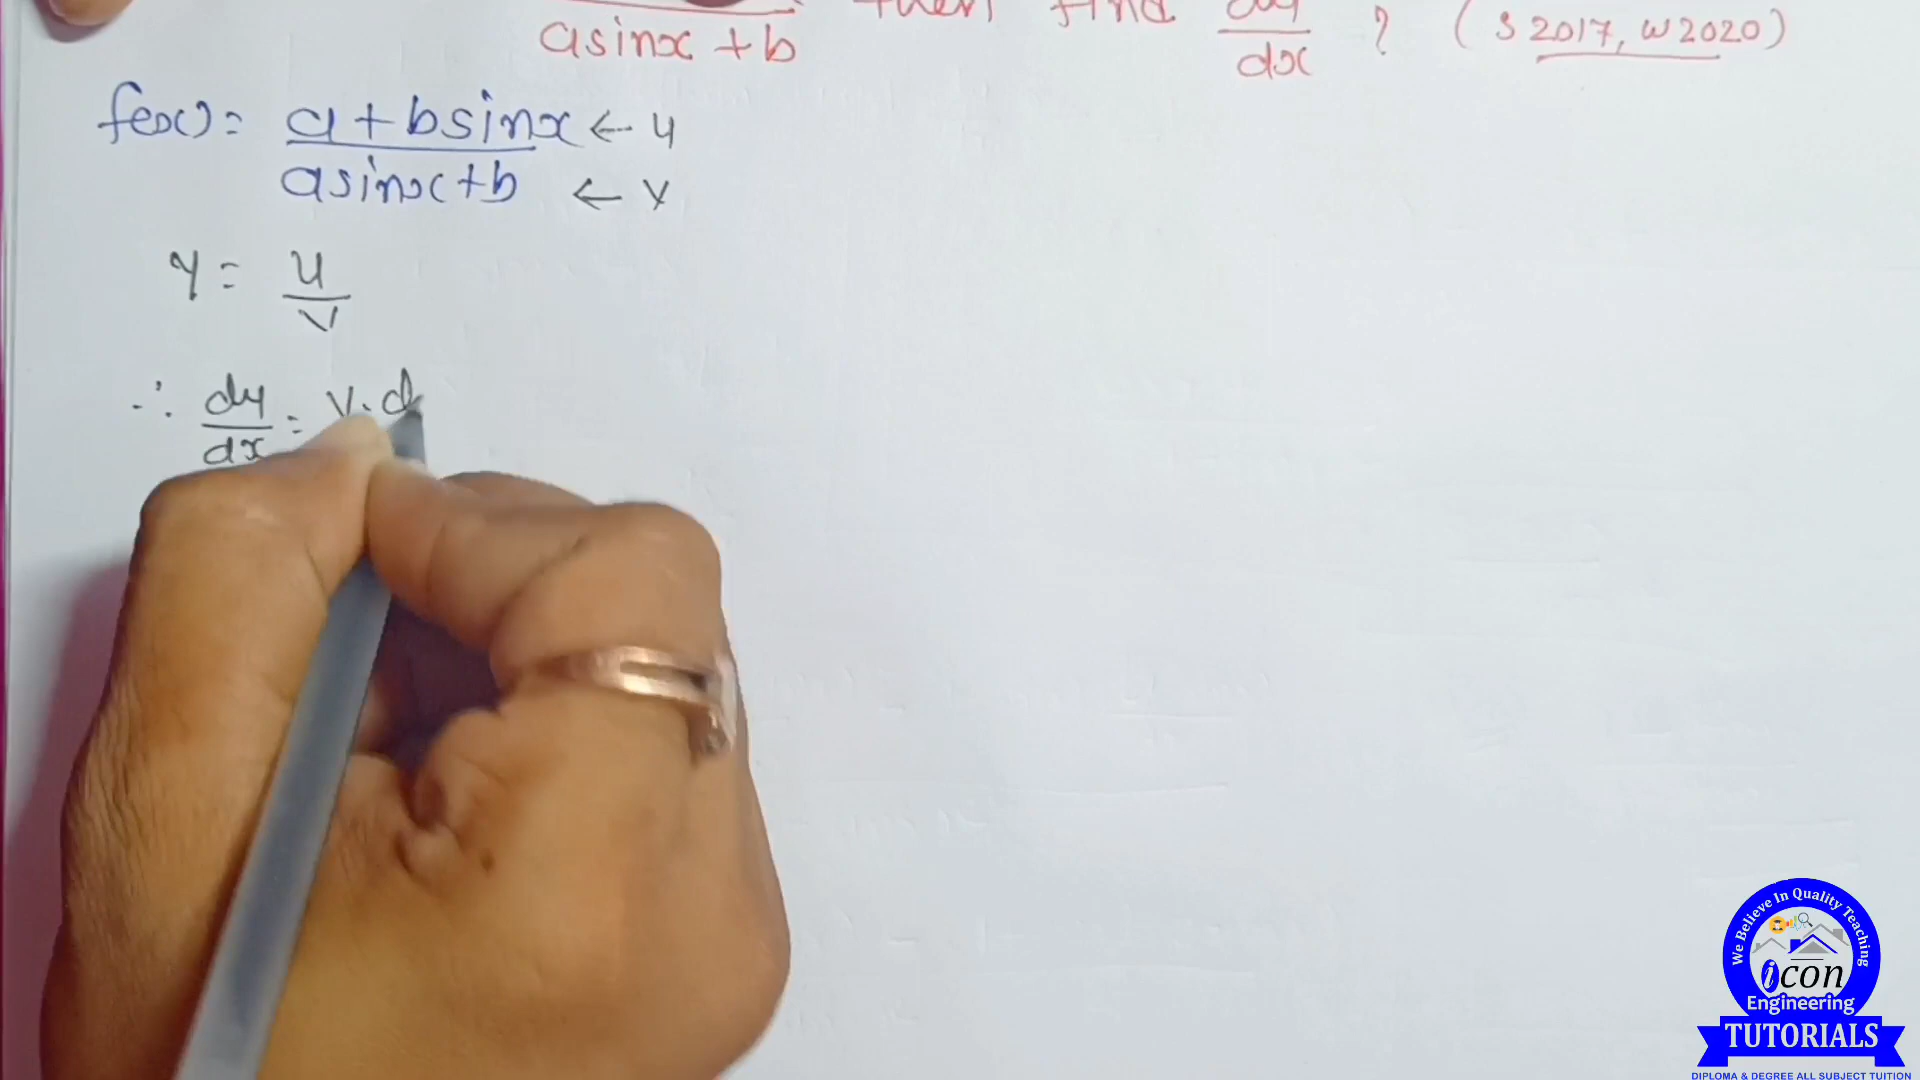 asinx + b then find dy/dx ? (S 2017, W 2020)
f(x) = a + bsinx ← u
asinx + b ← v
y = u/v
∴ dy/dx = v. d
We Believe In Quality Teaching
icon
Engineering
TUTORIALS
DIPLOMA & DEGREE ALL SUBJECT TUITION